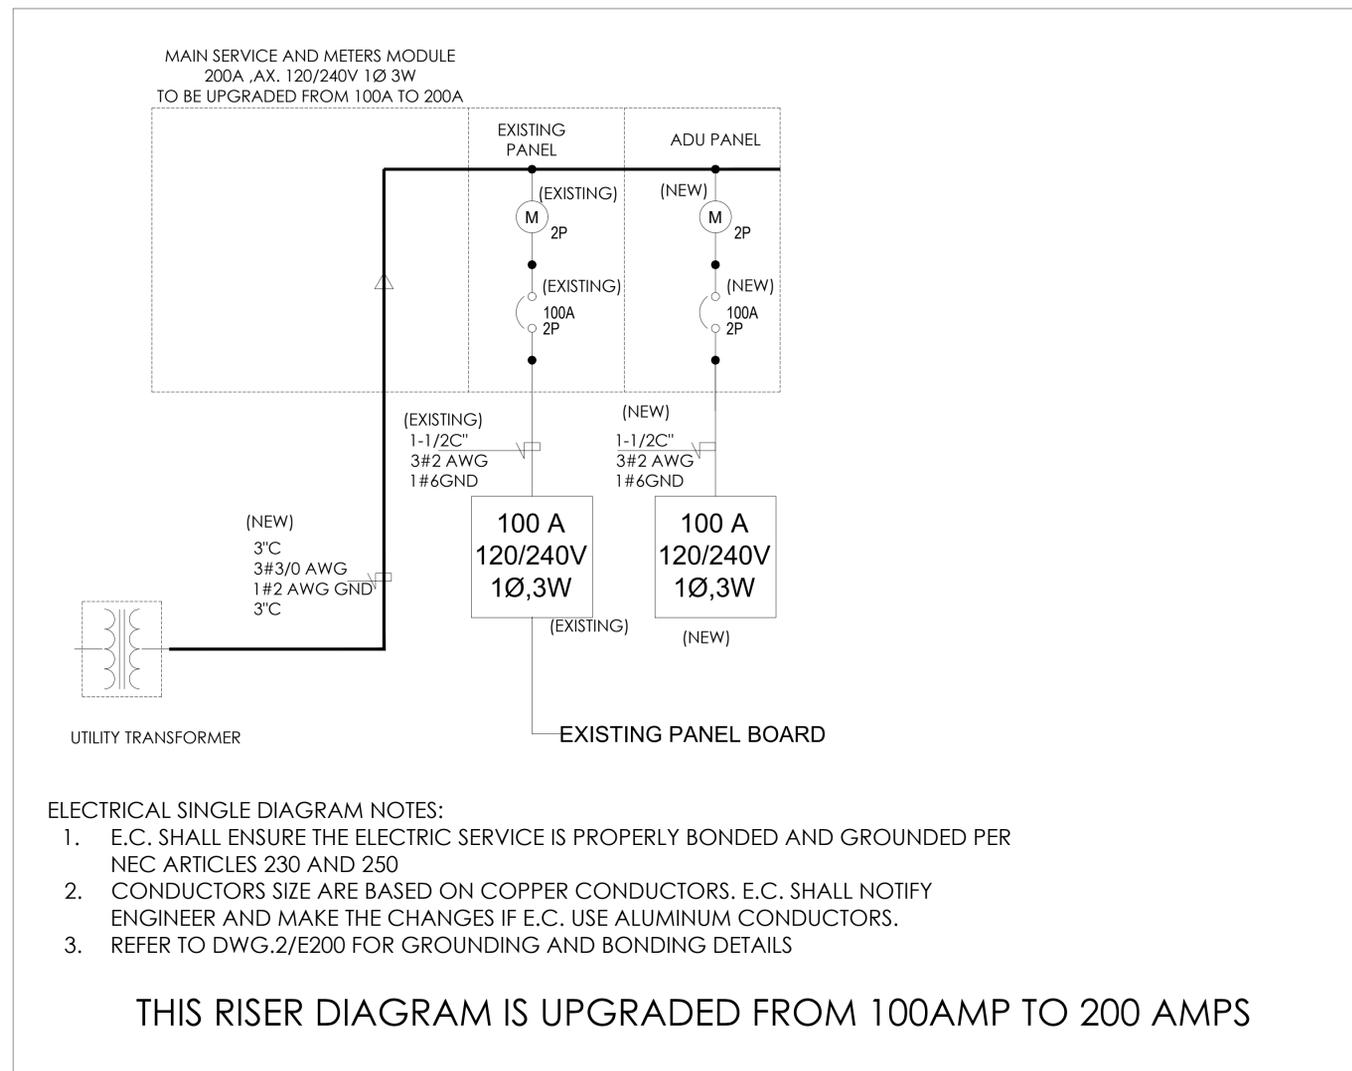 MAIN SERVICE AND METERS MODULE
200A ,AX. 120/240V 1Ø 3W
TO BE UPGRADED FROM 100A TO 200A
EXISTING
PANEL
ADU PANEL
(EXISTING)
(NEW)
M
2P
M
2P
(EXISTING)
100A
2P
(NEW)
100A
2P
(EXISTING)
1-1/2C"
3#2 AWG
1#6GND
(NEW)
1-1/2C"
3#2 AWG
1#6GND
(NEW)
3"C
3#3/0 AWG
1#2 AWG GND
3"C
100 A
120/240V
1Ø,3W
(EXISTING)
100 A
120/240V
1Ø,3W
(NEW)
UTILITY TRANSFORMER
EXISTING PANEL BOARD
ELECTRICAL SINGLE DIAGRAM NOTES:
1. E.C. SHALL ENSURE THE ELECTRIC SERVICE IS PROPERLY BONDED AND GROUNDED PER
NEC ARTICLES 230 AND 250
2. CONDUCTORS SIZE ARE BASED ON COPPER CONDUCTORS. E.C. SHALL NOTIFY
ENGINEER AND MAKE THE CHANGES IF E.C. USE ALUMINUM CONDUCTORS.
3. REFER TO DWG.2/E200 FOR GROUNDING AND BONDING DETAILS
THIS RISER DIAGRAM IS UPGRADED FROM 100AMP TO 200 AMPS